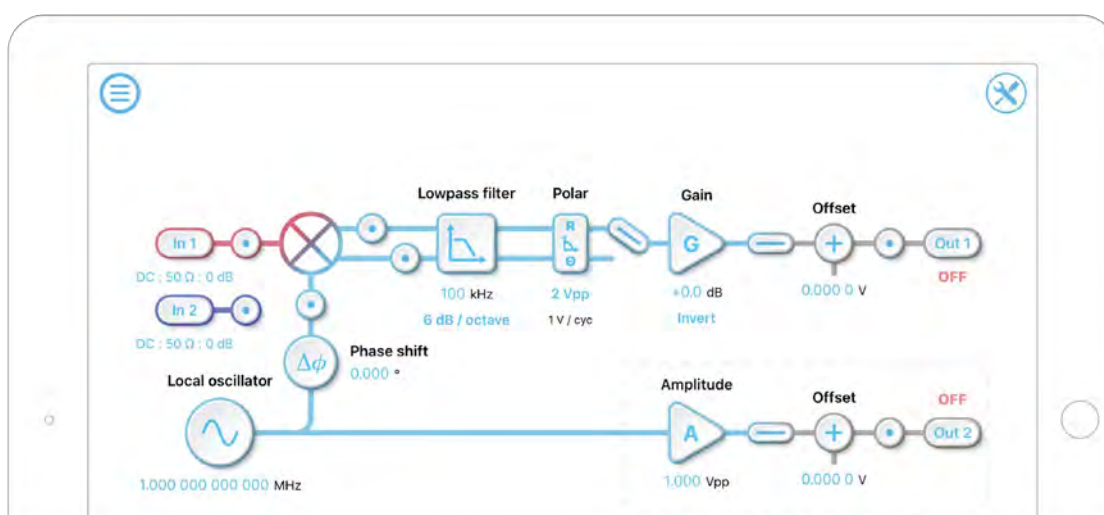 Lowpass filter
Polar
Gain
Offset
In 1
R
Θ
G
Out 1
DC : 50 Ω : 0 dB
100 kHz
2 Vpp
+0.0 dB
0.000 0 V
OFF
In 2
6 dB / octave
1 V / cyc
Invert
DC : 50 Ω : 0 dB
Δϕ
Phase shift
0.000 °
Local oscillator
Amplitude
Offset
OFF
A
Out 2
1.000 000 000 000 MHz
1.000 Vpp
0.000 0 V